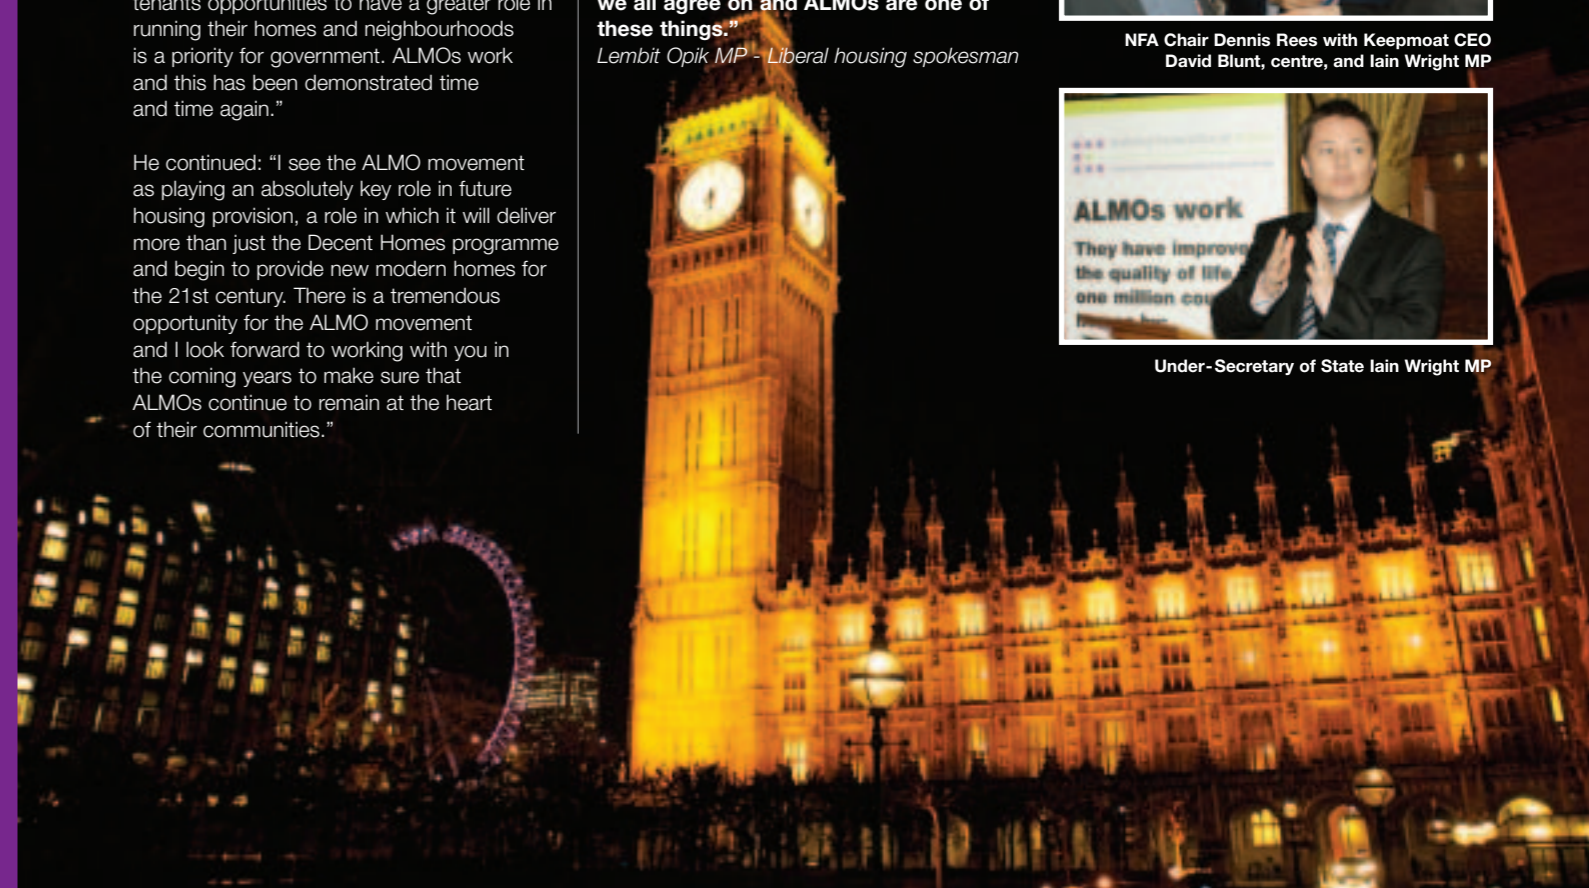 tenants opportunities to have a greater role in
running their homes and neighbourhoods
is a priority for government. ALMOs work
and this has been demonstrated time
and time again.”
He continued: “I see the ALMO movement
as playing an absolutely key role in future
housing provision, a role in which it will deliver
more than just the Decent Homes programme
and begin to provide new modern homes for
the 21st century. There is a tremendous
opportunity for the ALMO movement
and I look forward to working with you in
the coming years to make sure that
ALMOs continue to remain at the heart
of their communities.”
we all agree on and ALMOs are one of
these things.”
Lembit Opik MP - Liberal housing spokesman
NFA Chair Dennis Rees with Keepmoat CEO
David Blunt, centre, and Iain Wright MP
ALMOs work
They have improve
the quality of life
one million cou
Under-Secretary of State Iain Wright MP